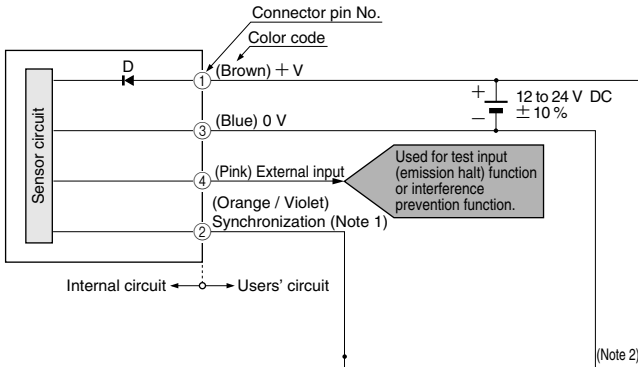 Connector pin No.
Color code
D
1 (Brown) + V
+
−
12 to 24 V DC
± 10 %
3 (Blue) 0 V
Sensor circuit
4 (Pink) External input
Used for test input
(emission halt) function
or interference
prevention function.
(Orange / Violet)
2 Synchronization (Note 1)
Internal circuit
Users' circuit
(Note 2)